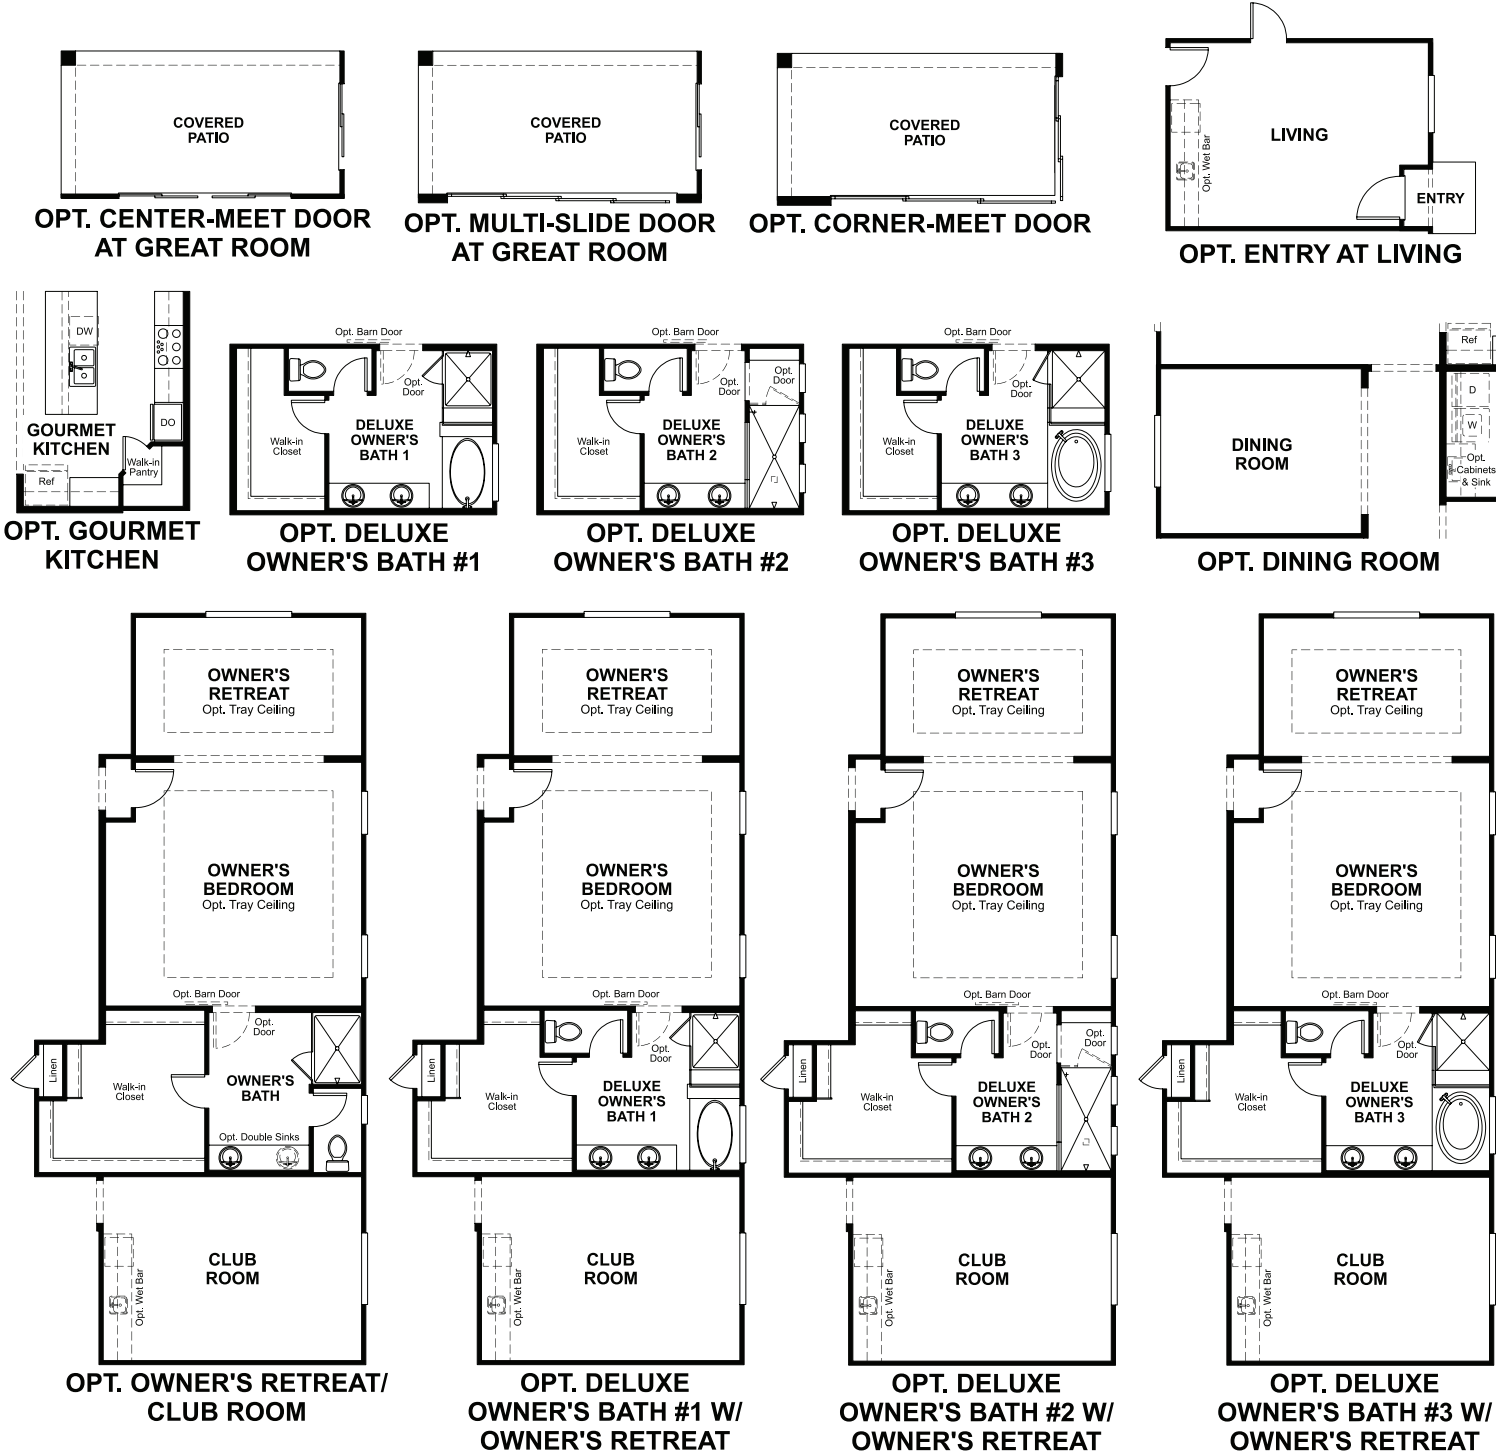 COVERED
PATIO
OPT. CENTER-MEET DOOR
AT GREAT ROOM
COVERED
PATIO
OPT. MULTI-SLIDE DOOR
AT GREAT ROOM
COVERED
PATIO
OPT. CORNER-MEET DOOR
Opt. Wet Bar
LIVING
ENTRY
OPT. ENTRY AT LIVING
DW
DO
GOURMET
KITCHEN
Walk-in
Pantry
Ref
OPT. GOURMET
KITCHEN
Opt. Barn Door
Opt.
Door
Walk-in
Closet
DELUXE
OWNER'S
BATH 1
OPT. DELUXE
OWNER'S BATH #1
Opt. Barn Door
Opt.
Door
Opt.
Door
Walk-in
Closet
DELUXE
OWNER'S
BATH 2
OPT. DELUXE
OWNER'S BATH #2
Opt. Barn Door
Opt.
Door
Walk-in
Closet
DELUXE
OWNER'S
BATH 3
OPT. DELUXE
OWNER'S BATH #3
Ref
D
W
Opt.
Cabinets
& Sink
DINING
ROOM
OPT. DINING ROOM
OWNER'S
RETREAT
Opt. Tray Ceiling
OWNER'S
BEDROOM
Opt. Tray Ceiling
Opt. Barn Door
Opt.
Door
Linen
Walk-in
Closet
OWNER'S
BATH
Opt. Double Sinks
CLUB
ROOM
Opt. Wet Bar
OPT. OWNER'S RETREAT/
CLUB ROOM
OWNER'S
RETREAT
Opt. Tray Ceiling
OWNER'S
BEDROOM
Opt. Tray Ceiling
Opt. Barn Door
Opt.
Door
Linen
Walk-in
Closet
DELUXE
OWNER'S
BATH 1
CLUB
ROOM
Opt. Wet Bar
OPT. DELUXE
OWNER'S BATH #1 W/
OWNER'S RETREAT
OWNER'S
RETREAT
Opt. Tray Ceiling
OWNER'S
BEDROOM
Opt. Tray Ceiling
Opt. Barn Door
Opt.
Door
Opt.
Door
Linen
Walk-in
Closet
DELUXE
OWNER'S
BATH 2
CLUB
ROOM
Opt. Wet Bar
OPT. DELUXE
OWNER'S BATH #2 W/
OWNER'S RETREAT
OWNER'S
RETREAT
Opt. Tray Ceiling
OWNER'S
BEDROOM
Opt. Tray Ceiling
Opt. Barn Door
Opt.
Door
Linen
Walk-in
Closet
DELUXE
OWNER'S
BATH 3
CLUB
ROOM
Opt. Wet Bar
OPT. DELUXE
OWNER'S BATH #3 W/
OWNER'S RETREAT